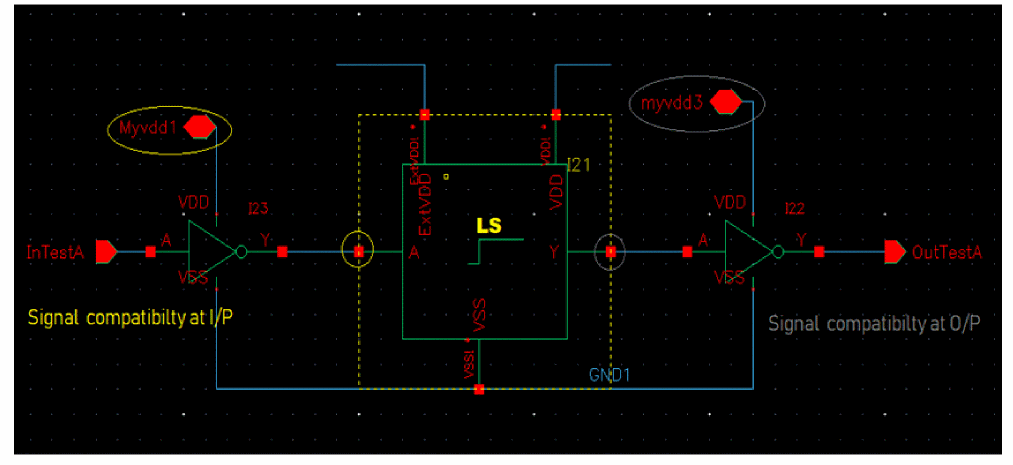 myvdd3
Myvdd1
ExtVDD! *
VDD! *
I21
ExtVDD
VDD
VDD
I23
LS
VDD
I22
InTestA
A
Y
A
Y
A
Y
OutTestA
VSS
VSS
VSS
Signal compatibilty at I/P
Signal compatibilty at O/P
VSS! *
GND1